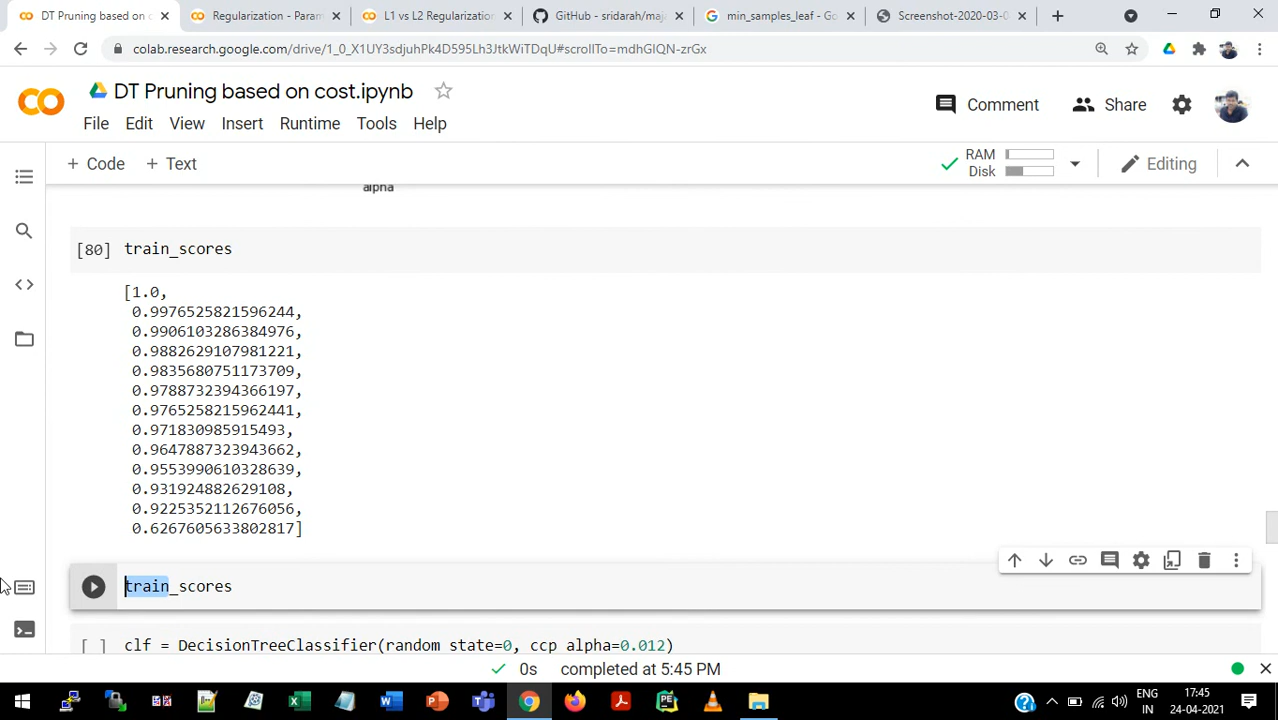 DT Pruning based on c
Regularization - Param
L1 vs L2 Regularization
GitHub - sridarah/maja
min_samples_leaf - Go
Screenshot-2020-03-0
colab.research.google.com/drive/1_0_X1UY3sdjuhPk4D595Lh3JtkWiTDqU#scrollTo=mdhGIQN-zrGx
DT Pruning based on cost.ipynb
Comment
Share
File Edit View Insert Runtime Tools Help
+ Code + Text
RAM
Disk
Editing
alpha
[80] train_scores
[1.0,
0.9976525821596244,
0.9906103286384976,
0.9882629107981221,
0.9835680751173709,
0.9788732394366197,
0.9765258215962441,
0.971830985915493,
0.9647887323943662,
0.9553990610328639,
0.931924882629108,
0.9225352112676056,
0.6267605633802817]
train_scores
[ ] clf = DecisionTreeClassifier(random_state=0, ccp_alpha=0.012)
0s completed at 5:45 PM
ENG
IN
17:45
24-04-2021